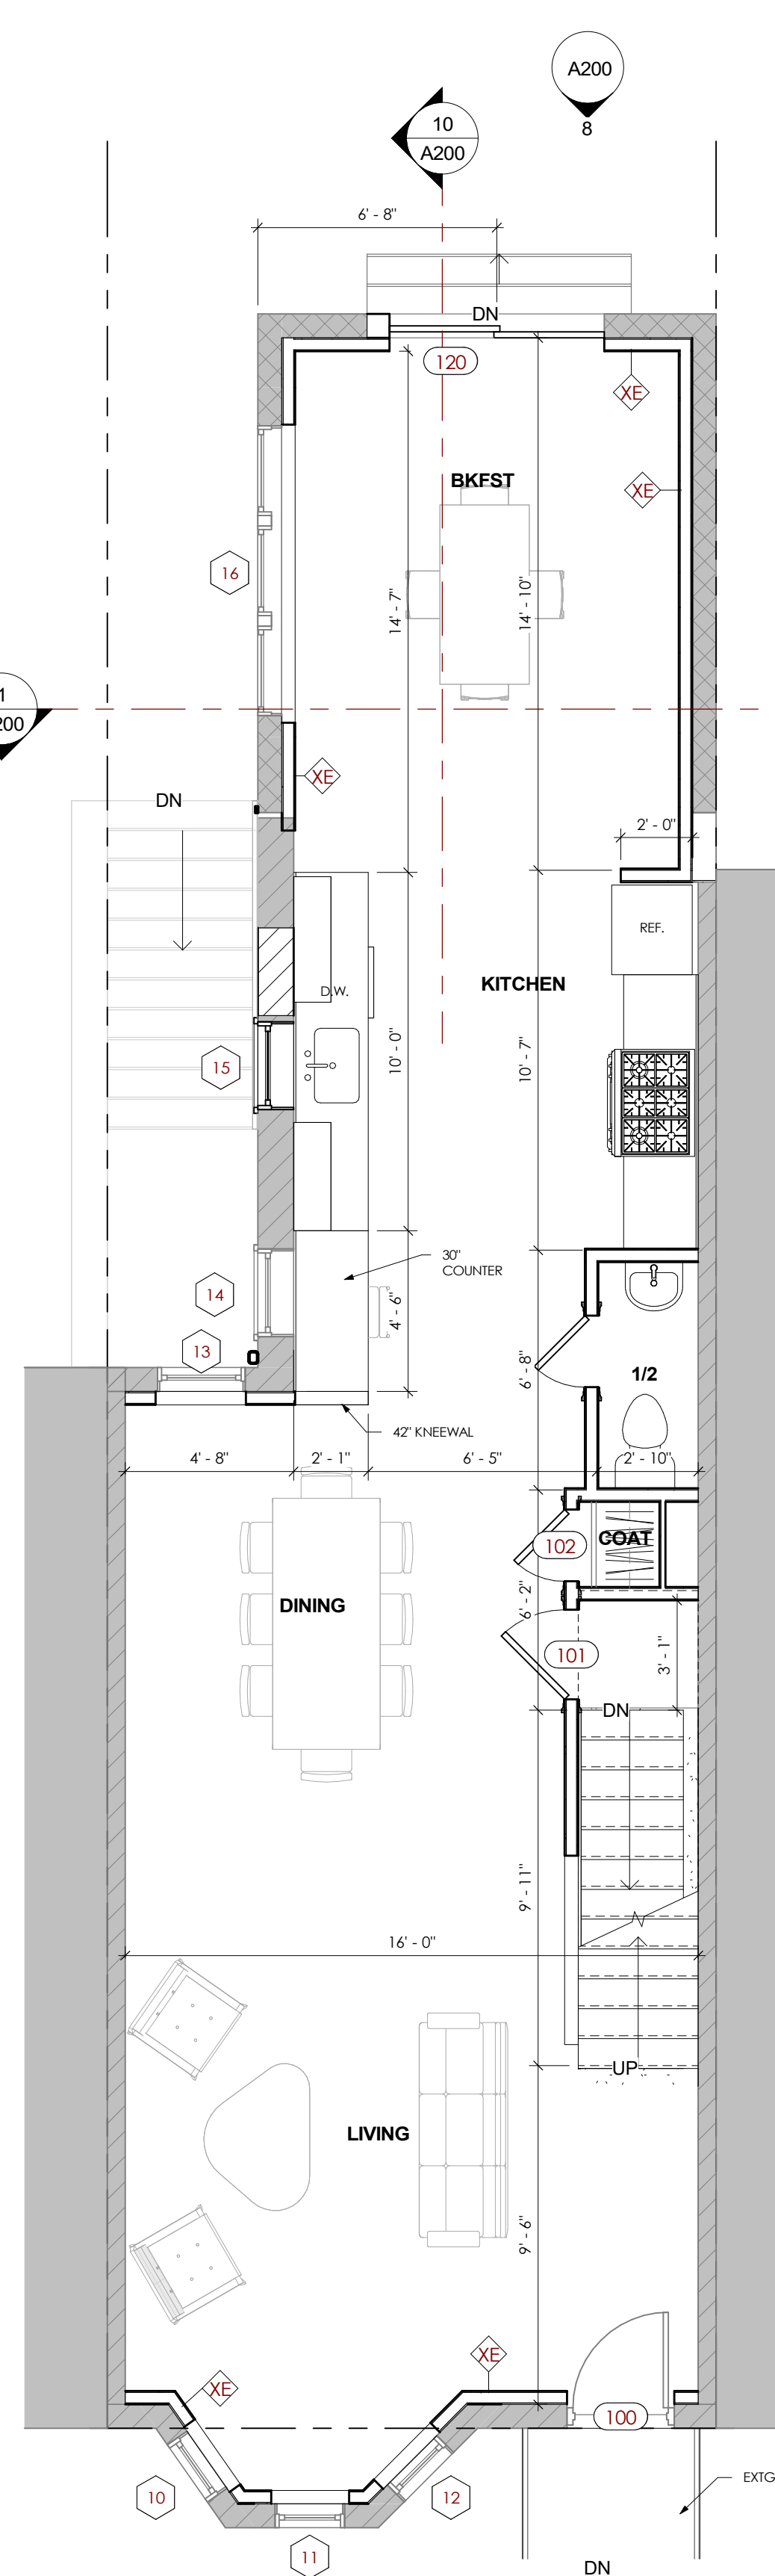 A200
8
10
A200
6' - 8"
DN
120
XE
BKFST
XE
16
14' - 7"
14' - 10"
1
XE
DN
2' - 0"
REF.
KITCHEN
D.W.
15
10' - 0"
10' - 7"
30"
COUNTER
14
4' - 6"
13
6' - 8"
1/2
42" KNEEWAL
4' - 8"
2' - 1"
6' - 5"
2' - 10"
102
COAT
DINING
6' - 2"
101
3' - 1"
DN
9' - 11"
16' - 0"
UP
LIVING
9' - 6"
XE
XE
100
10
12
EXTG
11
DN